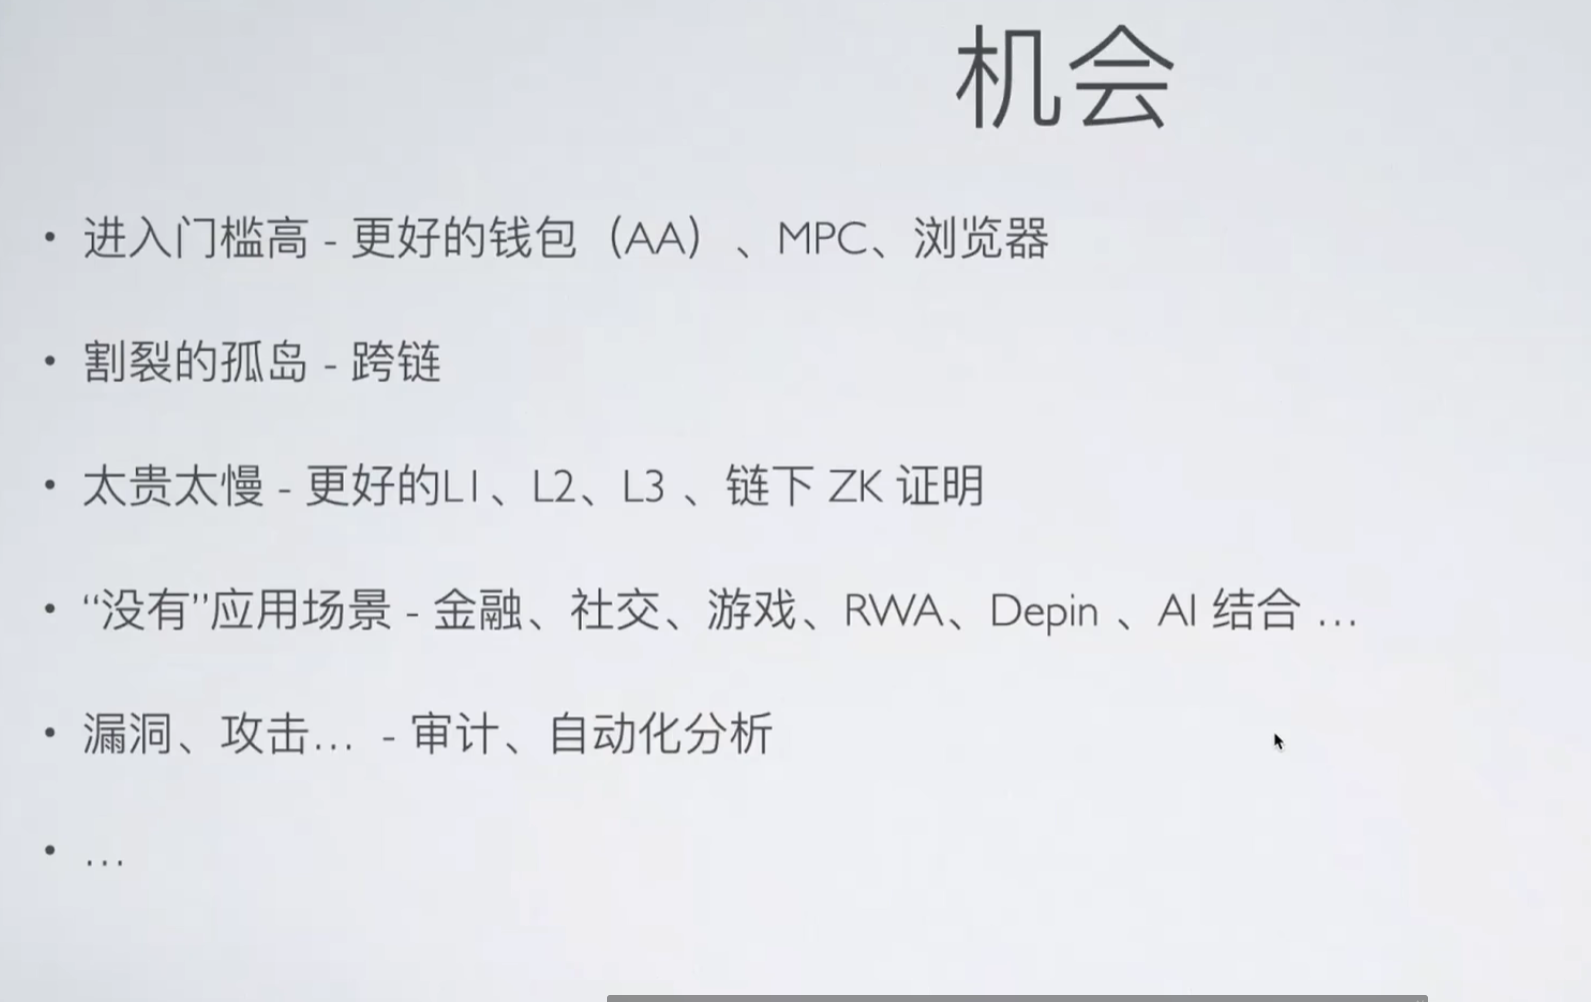 机会
• 进入门槛高 - 更好的钱包（AA）、MPC、浏览器
• 割裂的孤岛 - 跨链
• 太贵太慢 - 更好的L1、L2、L3 、链下 ZK 证明
• “没有”应用场景 - 金融、社交、游戏、RWA、Depin 、AI 结合 …
• 漏洞、攻击… - 审计、自动化分析
• …